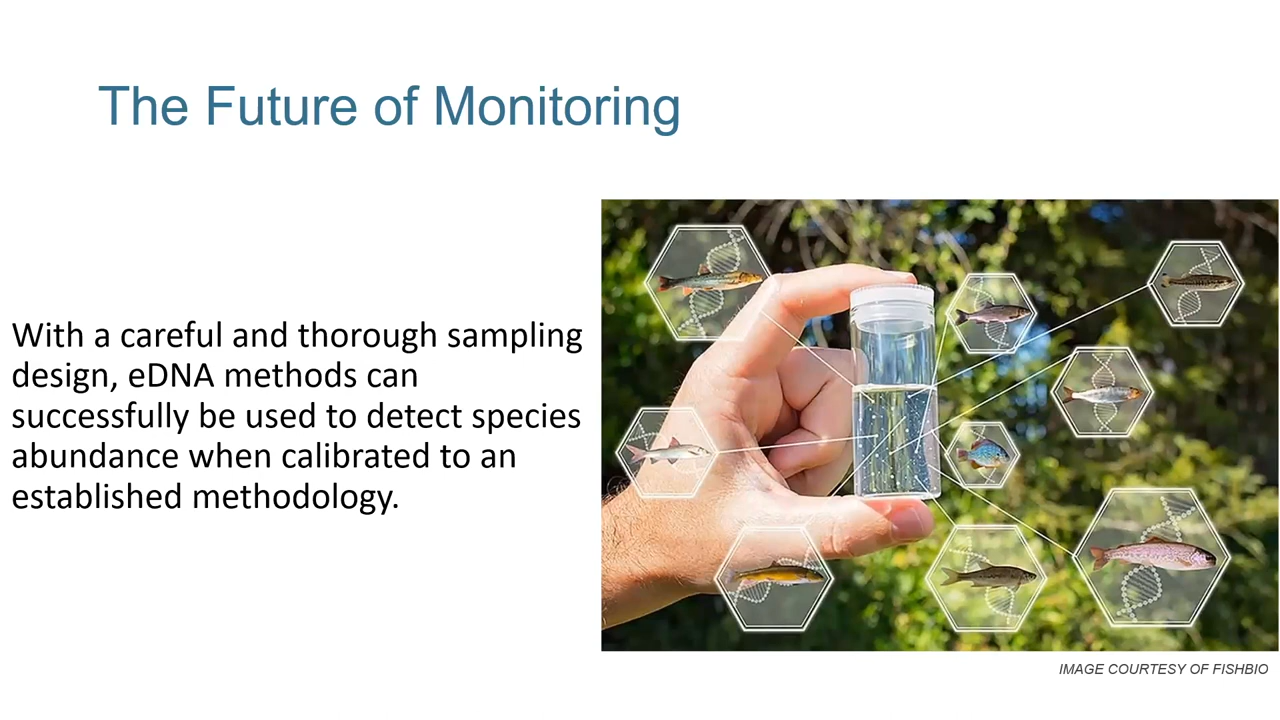 The Future of Monitoring
With a careful and thorough sampling
design, eDNA methods can
successfully be used to detect species
abundance when calibrated to an
established methodology.
IMAGE COURTESY OF FISHBIO